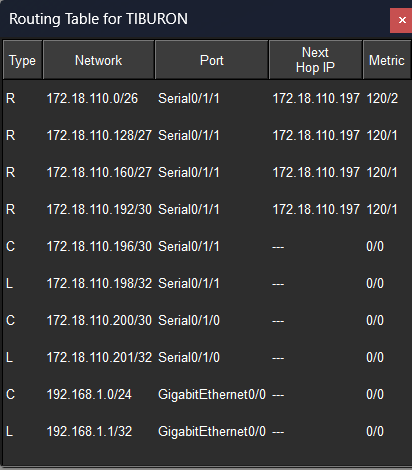 Routing Table for TIBURON ×
Type Network Port Next Hop IP Metric
R 172.18.110.0/26 Serial0/1/1 172.18.110.197 120/2
R 172.18.110.128/27 Serial0/1/1 172.18.110.197 120/1
R 172.18.110.160/27 Serial0/1/1 172.18.110.197 120/1
R 172.18.110.192/30 Serial0/1/1 172.18.110.197 120/1
C 172.18.110.196/30 Serial0/1/1 --- 0/0
L 172.18.110.198/32 Serial0/1/1 --- 0/0
C 172.18.110.200/30 Serial0/1/0 --- 0/0
L 172.18.110.201/32 Serial0/1/0 --- 0/0
C 192.168.1.0/24 GigabitEthernet0/0 --- 0/0
L 192.168.1.1/32 GigabitEthernet0/0 --- 0/0